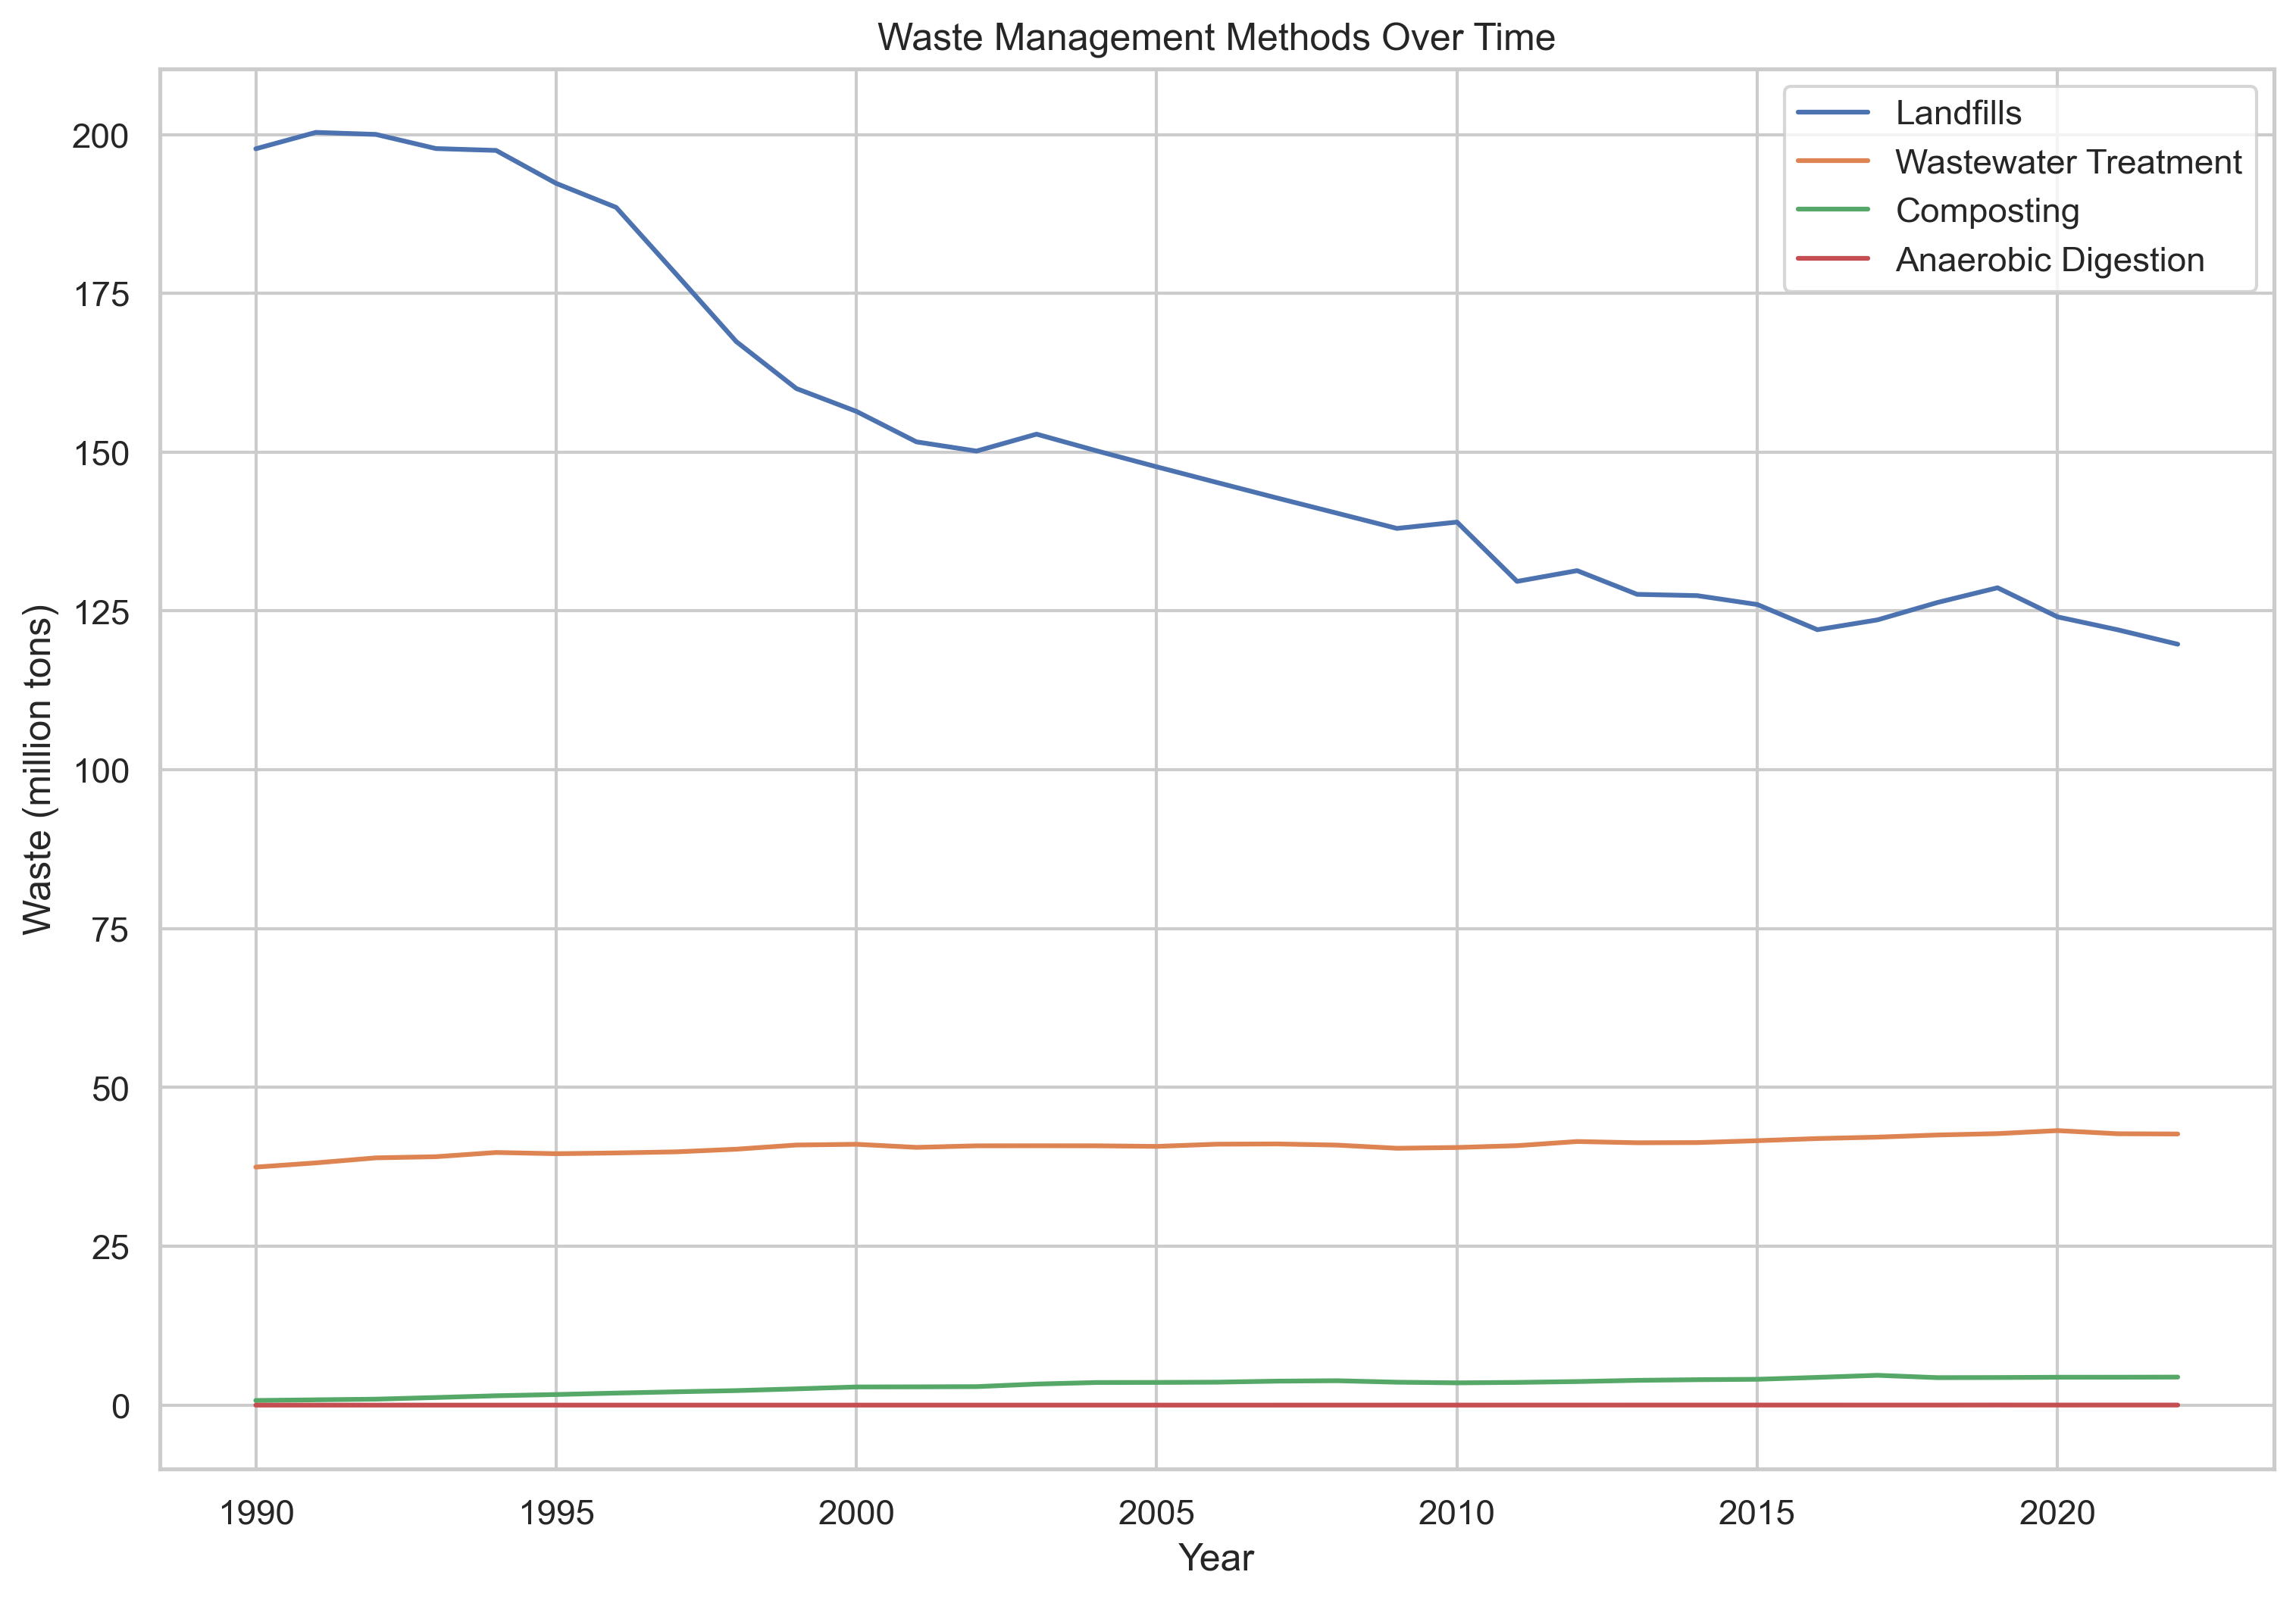 Waste Management Methods Over Time
Landfills
Wastewater Treatment
Composting
Anaerobic Digestion
Waste (million tons)
200
175
150
125
100
75
50
25
0
1990 1995 2000 2005 2010 2015 2020
Year